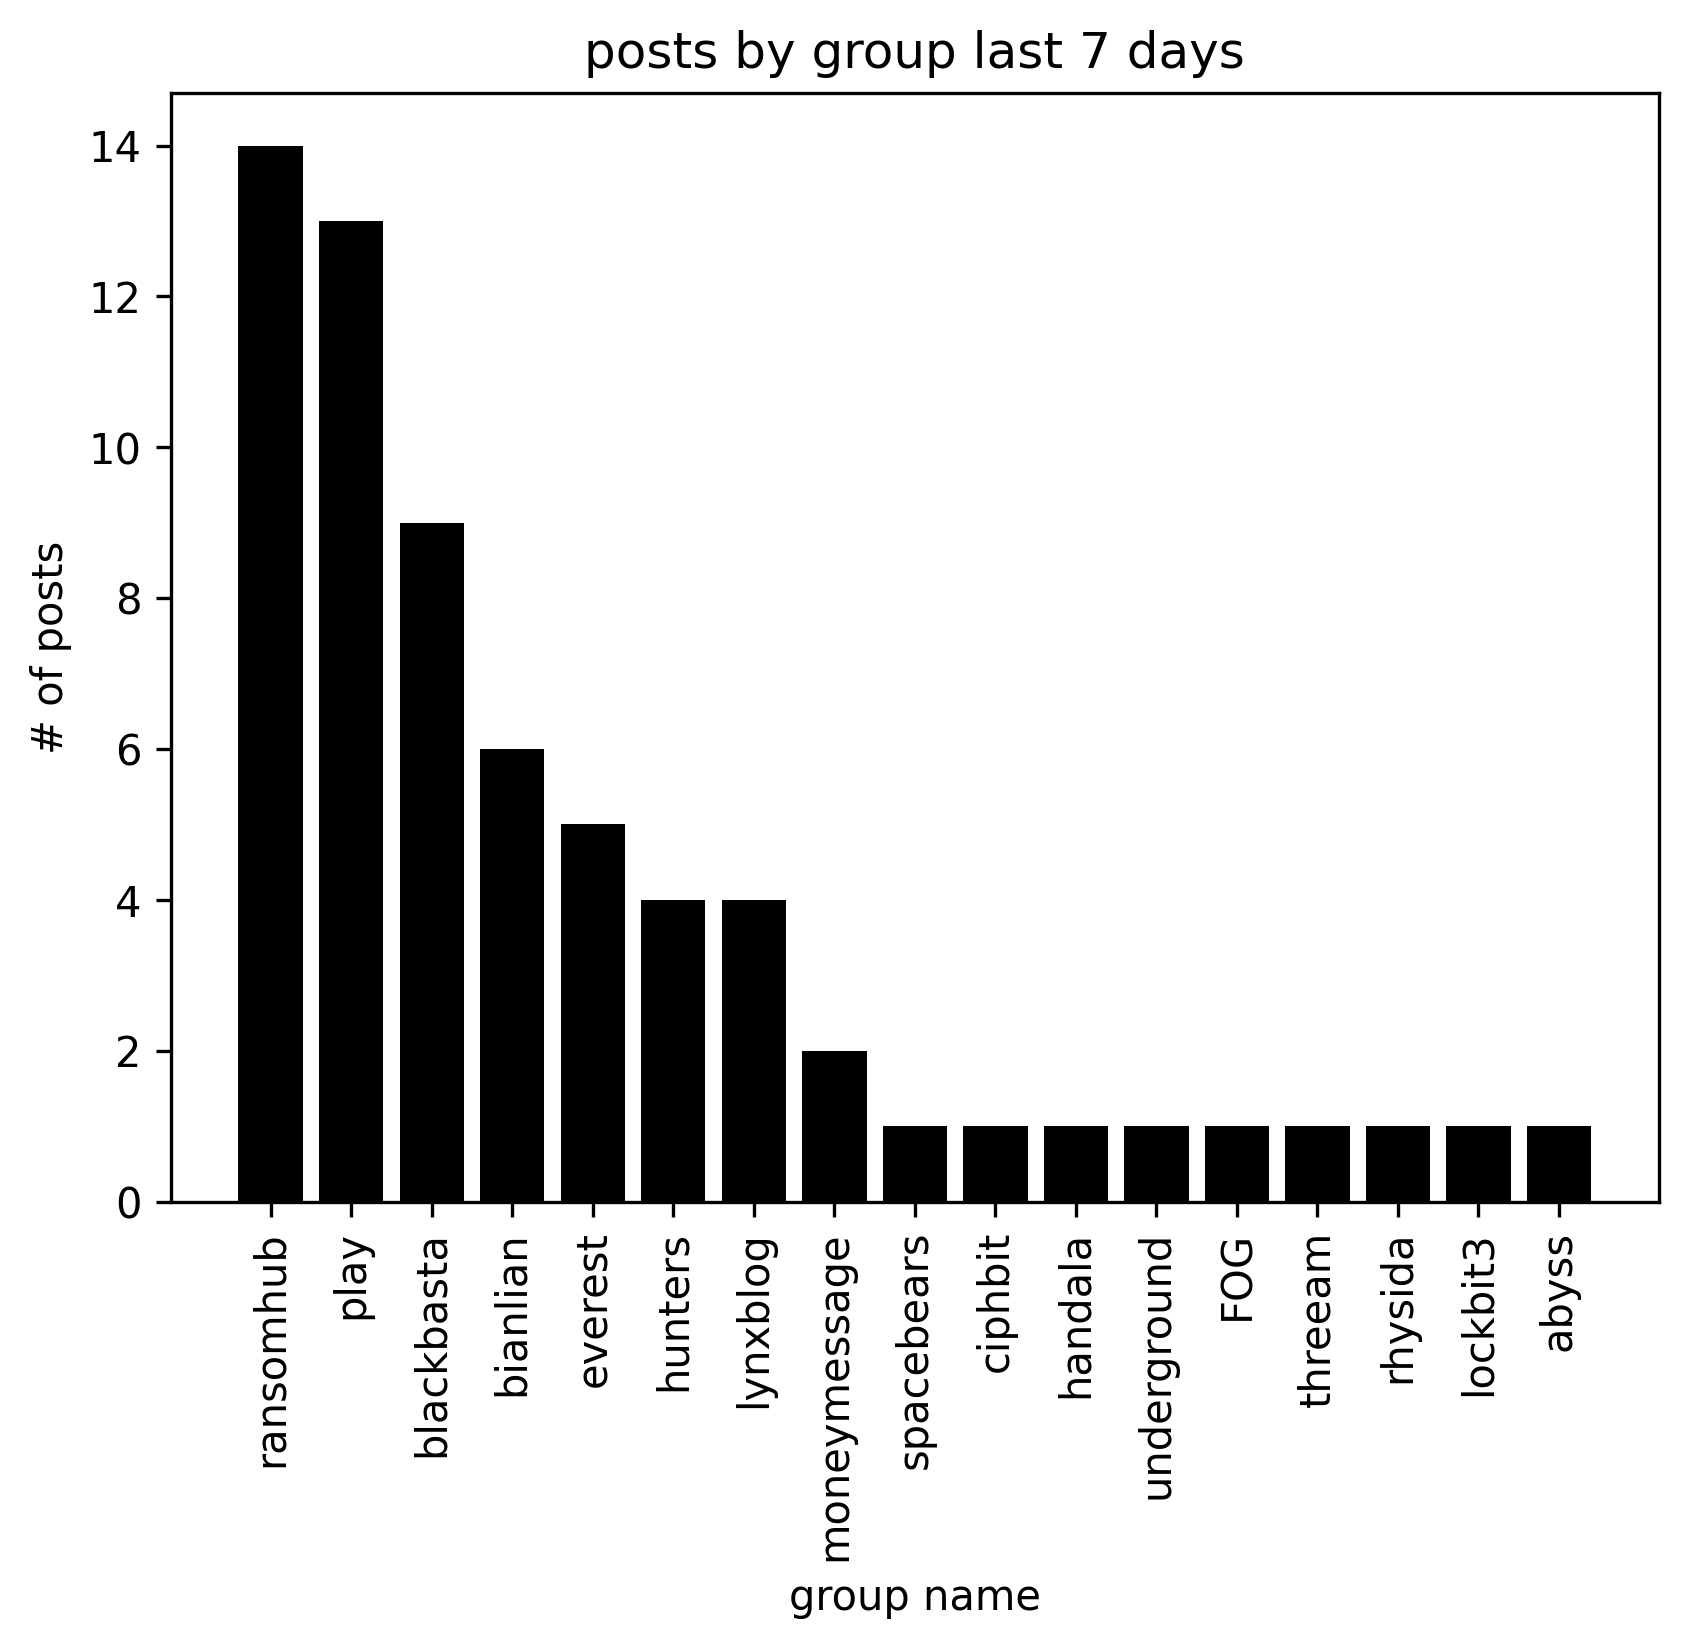 posts by group last 7 days
14
12
10
8
6
4
2
0
# of posts
ransomhub
play
blackbasta
bianlian
everest
hunters
lynxblog
moneymessage
spacebears
ciphbit
handala
underground
FOG
threeam
rhysida
lockbit3
abyss
group name